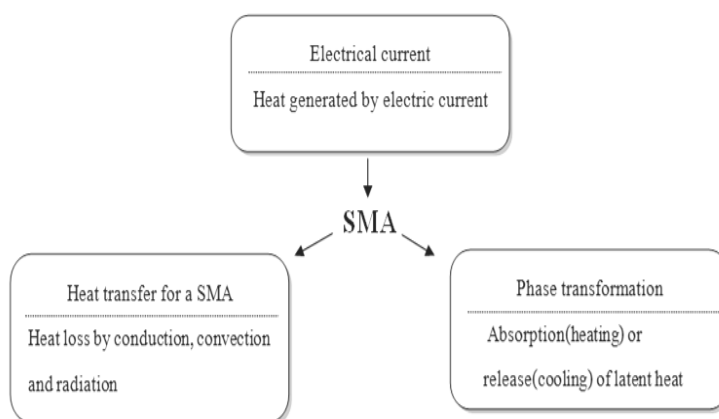 Electrical current
Heat generated by electric current
SMA
Heat transfer for a SMA
Heat loss by conduction, convection
and radiation
Phase transformation
Absorption(heating) or
release(cooling) of latent heat